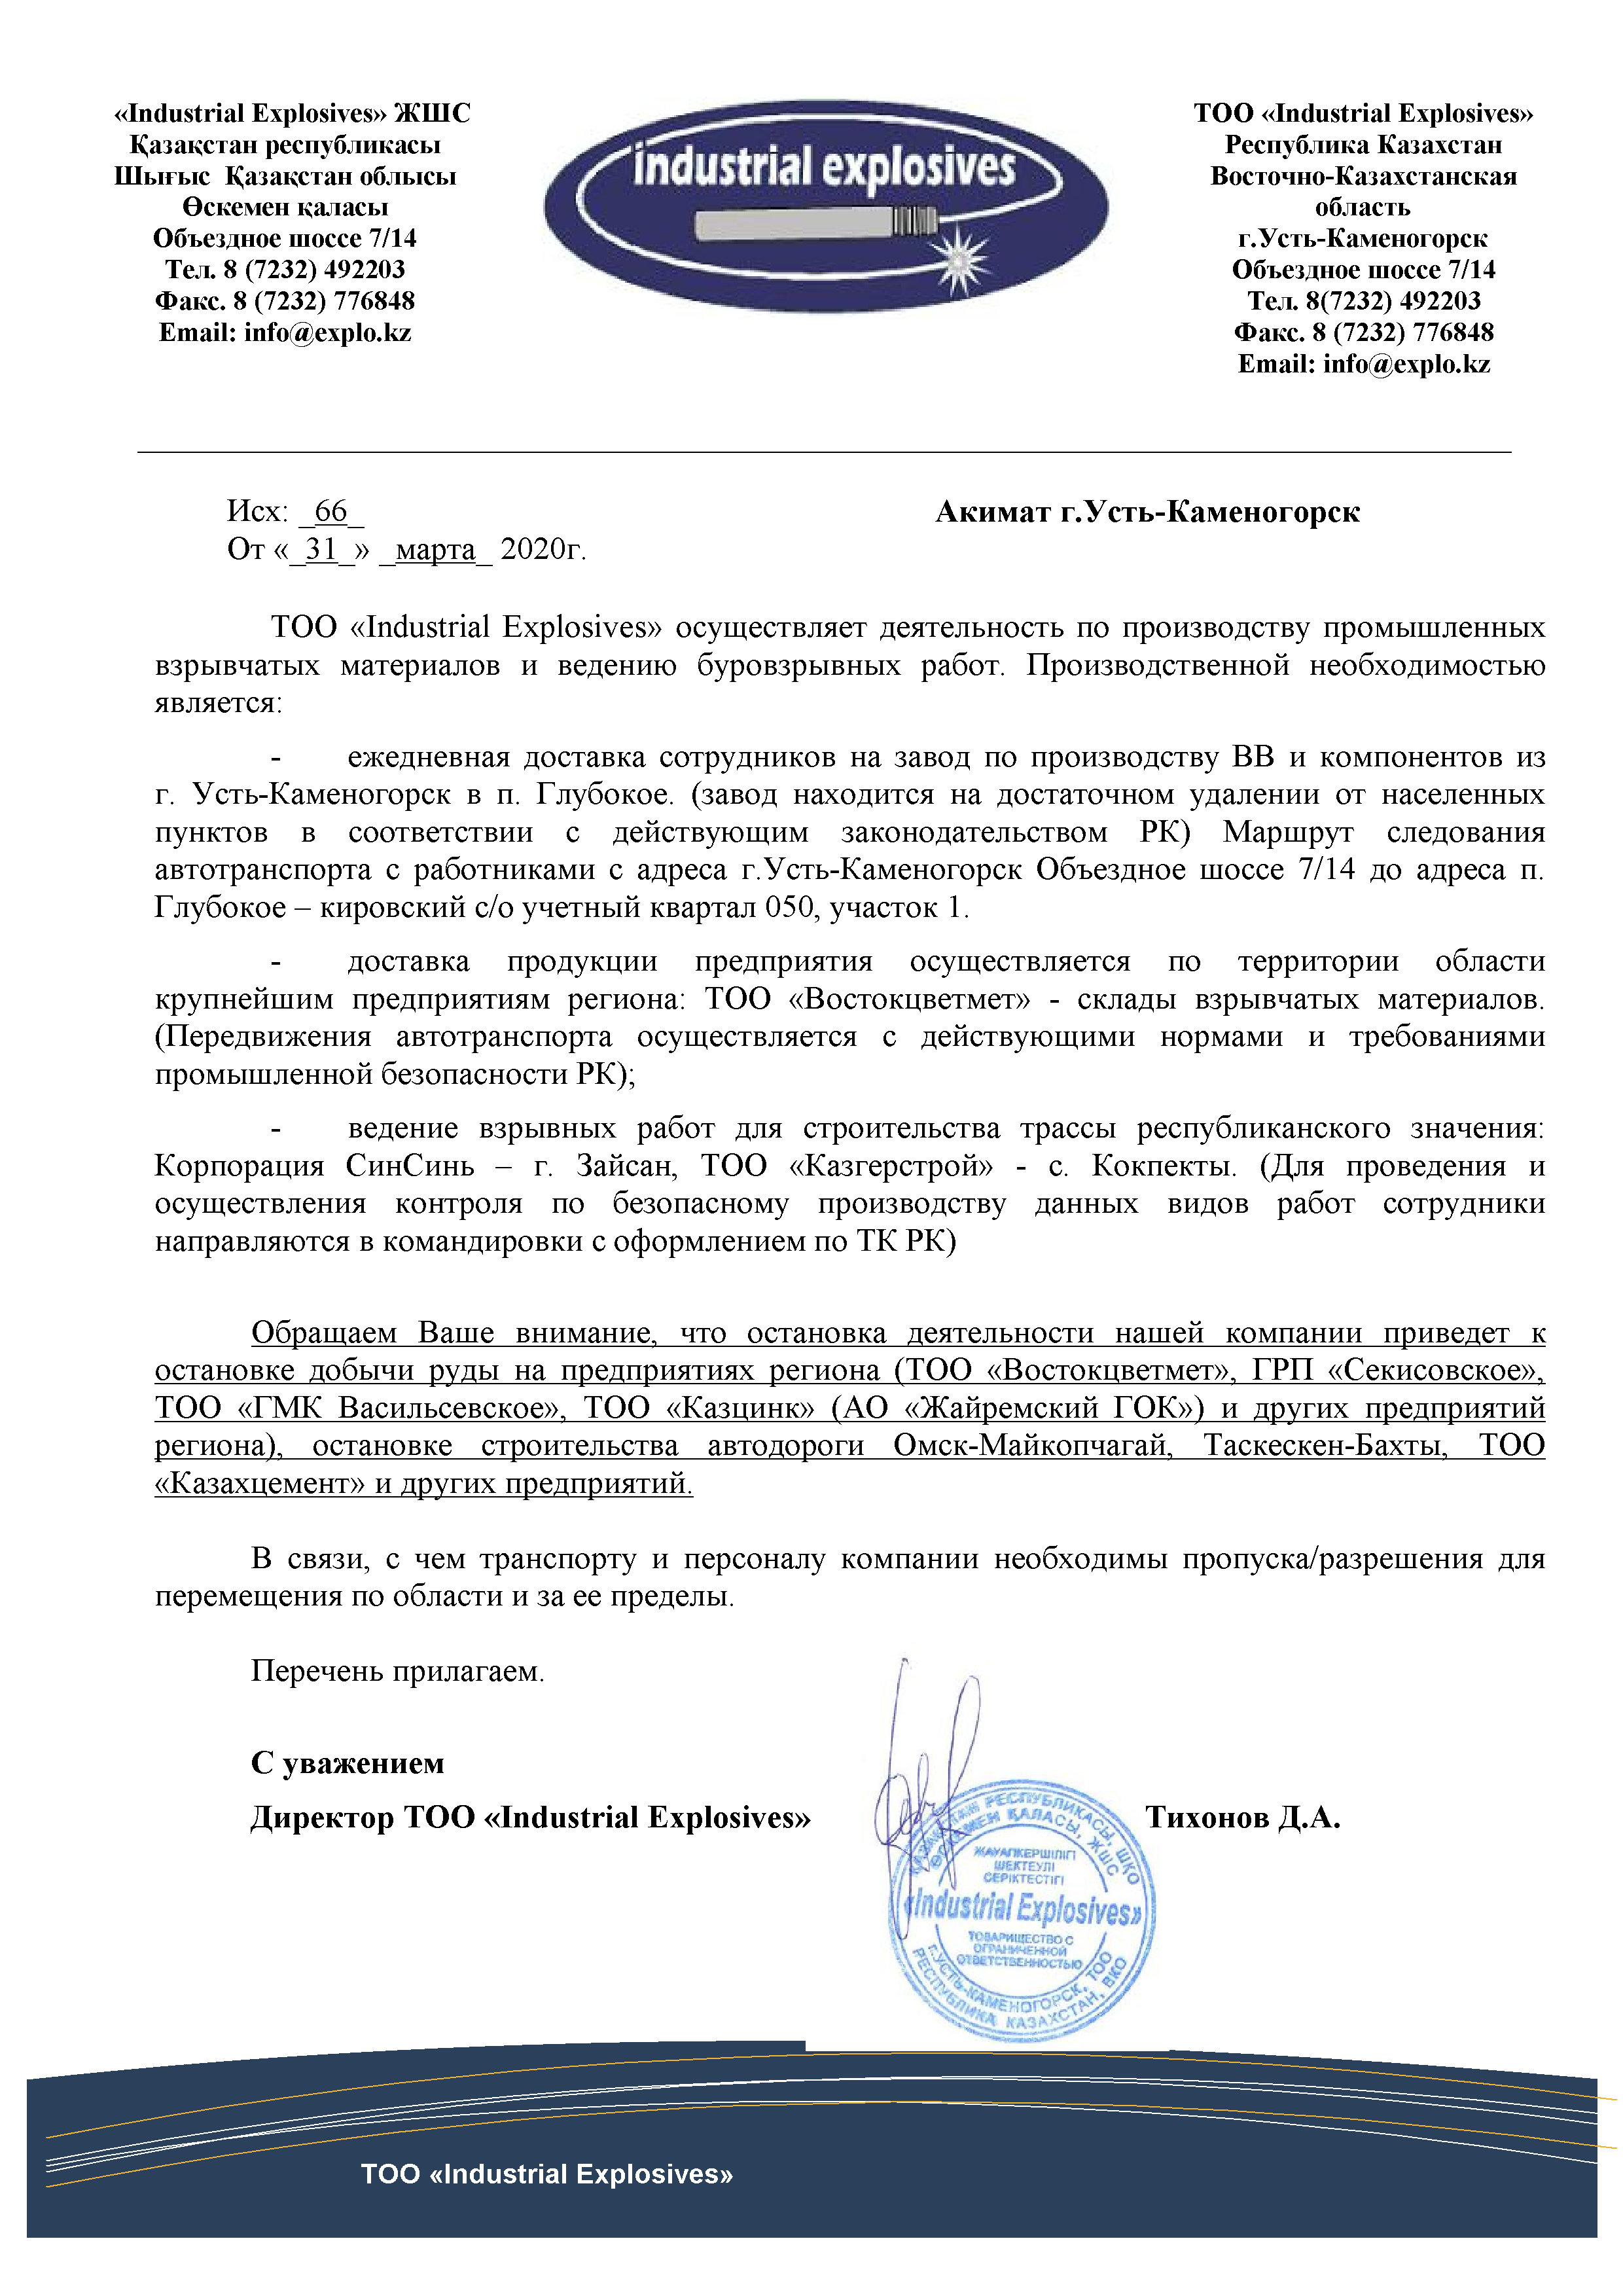 «Industrial Explosives» ЖШС
Қазақстан республикасы
Шығыс Қазақстан облысы
Өскемен қаласы
Объездное шоссе 7/14
Тел. 8 (7232) 492203
Факс. 8 (7232) 776848
Email: info@explo.kz
industrial explosives
ТОО «Industrial Explosives»
Республика Казахстан
Восточно-Казахстанская
область
г.Усть-Каменогорск
Объездное шоссе 7/14
Тел. 8(7232) 492203
Факс. 8 (7232) 776848
Email: info@explo.kz
Исх: _66_
От «_31_» _марта_ 2020г.
Акимат г.Усть-Каменогорск
ТОО «Industrial Explosives» осуществляет деятельность по производству промышленных
взрывчатых материалов и ведению буровзрывных работ. Производственной необходимостью
является:
- ежедневная доставка сотрудников на завод по производству ВВ и компонентов из
г. Усть-Каменогорск в п. Глубокое. (завод находится на достаточном удалении от населенных
пунктов в соответствии с действующим законодательством РК) Маршрут следования
автотранспорта с работниками с адреса г.Усть-Каменогорск Объездное шоссе 7/14 до адреса п.
Глубокое – кировский с/о учетный квартал 050, участок 1.
- доставка продукции предприятия осуществляется по территории области
крупнейшим предприятиям региона: ТОО «Востокцветмет» - склады взрывчатых материалов.
(Передвижения автотранспорта осуществляется с действующими нормами и требованиями
промышленной безопасности РК);
- ведение взрывных работ для строительства трассы республиканского значения:
Корпорация СинСинь – г. Зайсан, ТОО «Казгерстрой» - с. Кокпекты. (Для проведения и
осуществления контроля по безопасному производству данных видов работ сотрудники
направляются в командировки с оформлением по ТК РК)
Обращаем Ваше внимание, что остановка деятельности нашей компании приведет к
остановке добычи руды на предприятиях региона (ТОО «Востокцветмет», ГРП «Секисовское»,
ТОО «ГМК Васильсевское», ТОО «Казцинк» (АО «Жайремский ГОК») и других предприятий
региона), остановке строительства автодороги Омск-Майкопчагай, Таскескен-Бахты, ТОО
«Казахцемент» и других предприятий.
В связи, с чем транспорту и персоналу компании необходимы пропуска/разрешения для
перемещения по области и за ее пределы.
Перечень прилагаем.
С уважением
Директор ТОО «Industrial Explosives»
Тихонов Д.А.
ҚАЗАҚСТАН РЕСПУБЛИКАСЫ, ШҚО
ӨСКЕМЕН ҚАЛАСЫ, ЖШС
ЖАУАПКЕРШІЛІГІ
ШЕКТЕУЛІ
СЕРІКТЕСТІГІ
«Industrial Explosives»
ТОВАРИЩЕСТВО С
ОГРАНИЧЕННОЙ
ОТВЕТСТВЕННОСТЬЮ
г.УСТЬ-КАМЕНОГОРСК, ТОО
РЕСПУБЛИКА КАЗАХСТАН, ВКО
ТОО «Industrial Explosives»